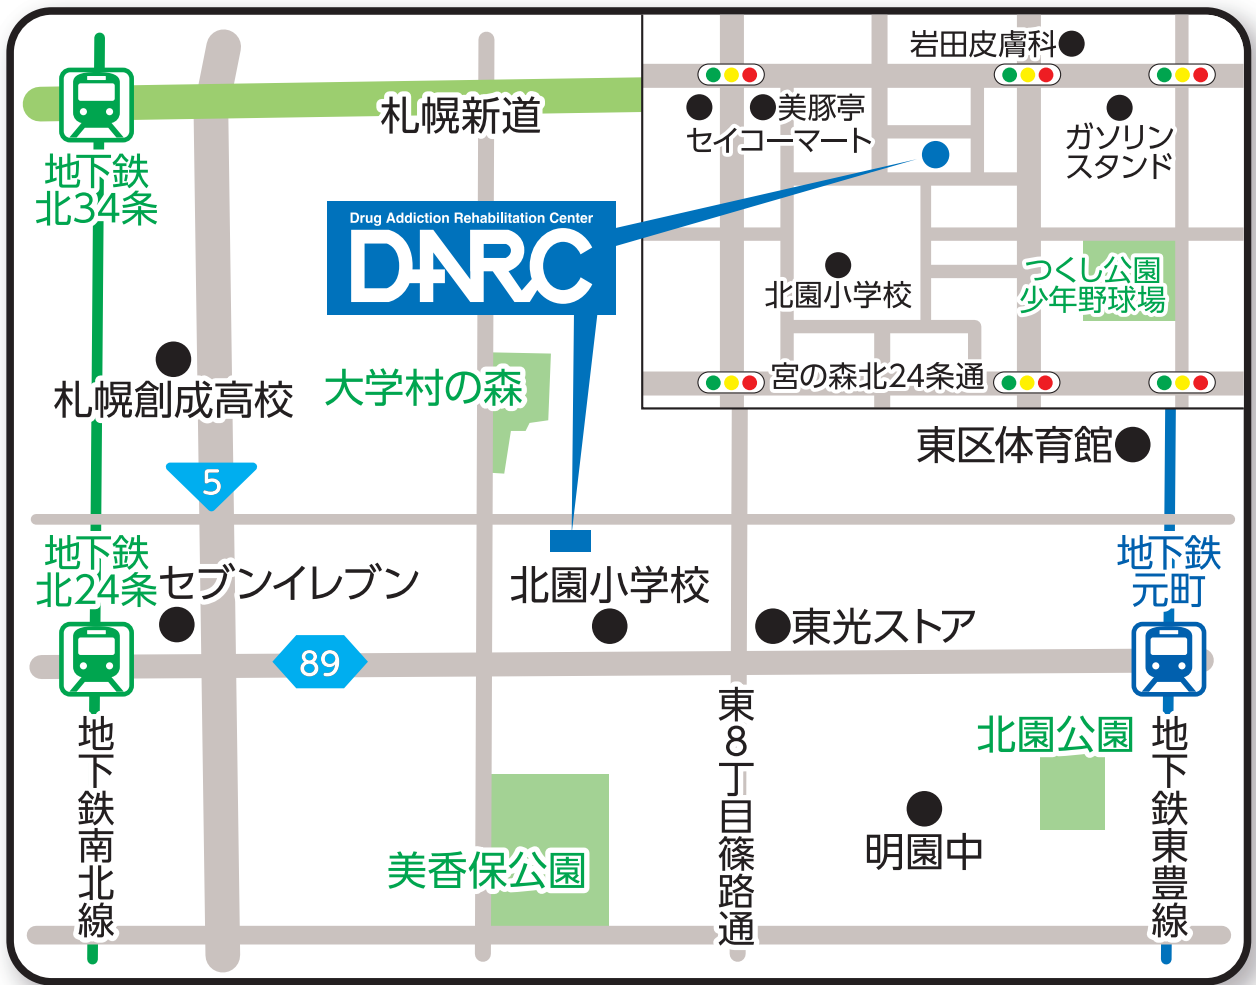 岩田皮膚科
美豚亭
セイコーマート
ガソリン
スタンド
札幌新道
地下鉄
北34条
Drug Addiction Rehabilitation Center
DARC
北園小学校
つくし公園
少年野球場
宮の森北24条通
大学村の森
札幌創成高校
東区体育館
5
地下鉄
北24条
セブンイレブン
北園小学校
東光ストア
地下鉄
元町
89
地下鉄南北線
東8丁目篠路通
北園公園
地下鉄東豊線
明園中
美香保公園